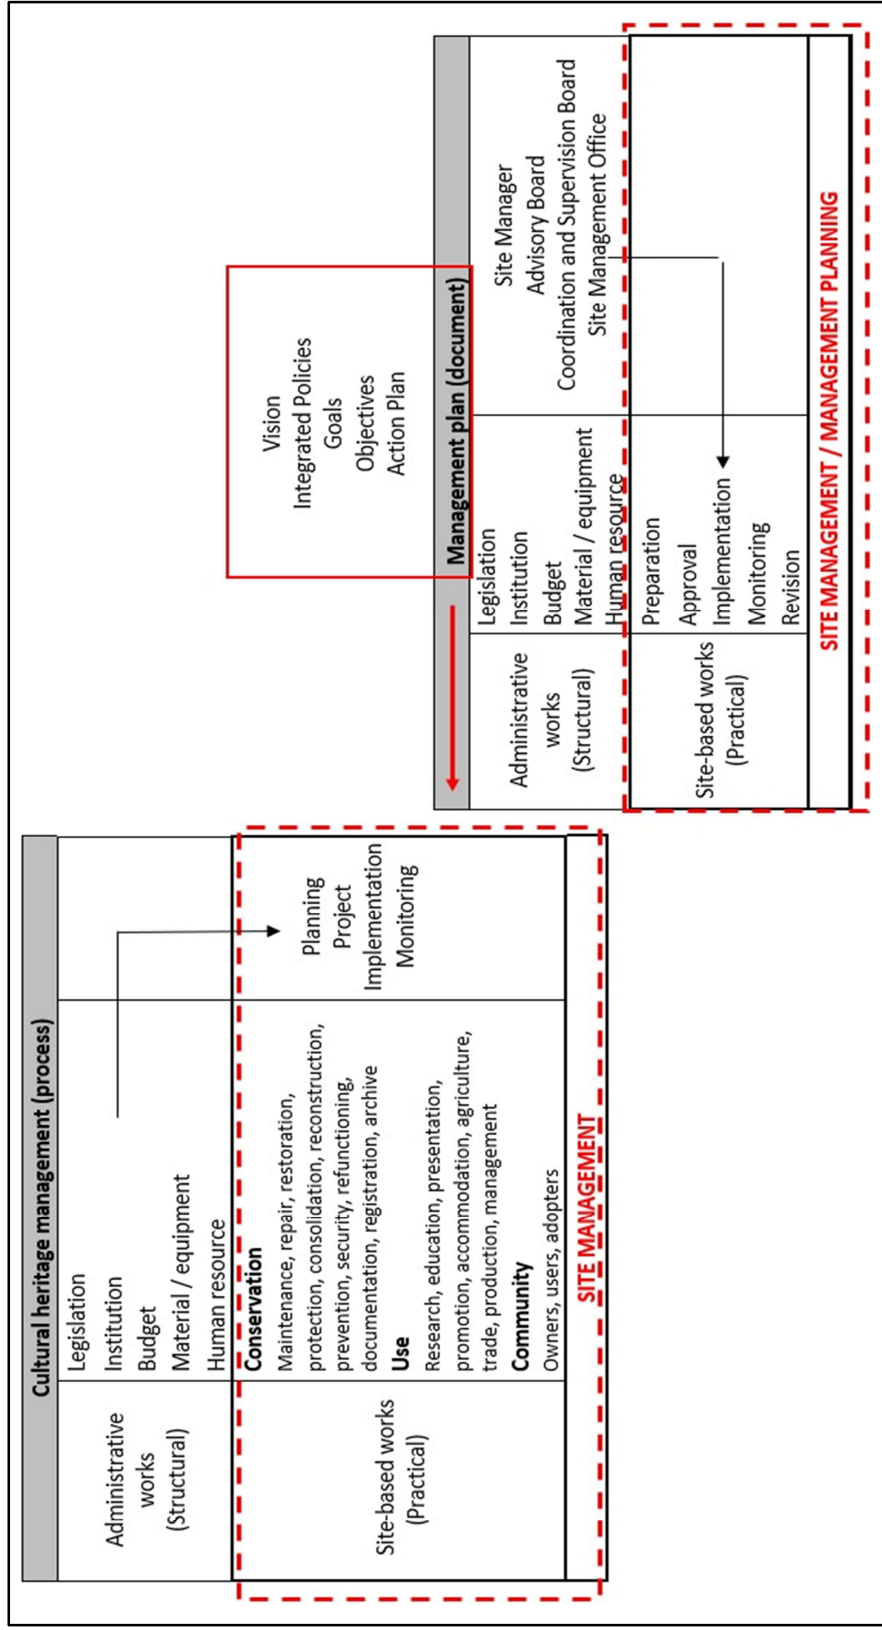 Cultural heritage management (process)
Administrative
works
(Structural)
Legislation
Institution
Budget
Material / equipment
Human resource
Site-based works
(Practical)
Conservation
Maintenance, repair, restoration,
protection, consolidation, reconstruction,
prevention, security, refunctioning,
documentation, registration, archive
Use
Research, education, presentation,
promotion, accommodation, agriculture,
trade, production, management
Community
Owners, users, adopters
Planning
Project
Implementation
Monitoring
SITE MANAGEMENT
Vision
Integrated Policies
Goals
Objectives
Action Plan
Management plan (document)
Administrative
works
(Structural)
Legislation
Institution
Budget
Material / equipment
Human resource
Site Manager
Advisory Board
Coordination and Supervision Board
Site Management Office
Site-based works
(Practical)
Preparation
Approval
Implementation
Monitoring
Revision
SITE MANAGEMENT / MANAGEMENT PLANNING